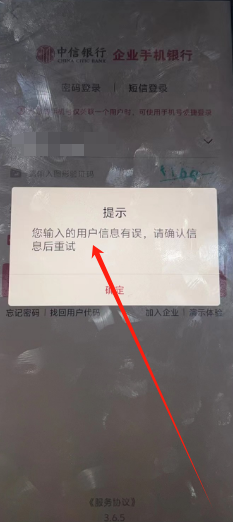 中信银行 企业手机银行
CHINA CITIC BANK
密码登录 | 短信登录
提示
您输入的用户信息有误，请确认信
息后重试
确定
忘记密码 | 找回用户代码 加入企业 | 演示体验
《服务协议》